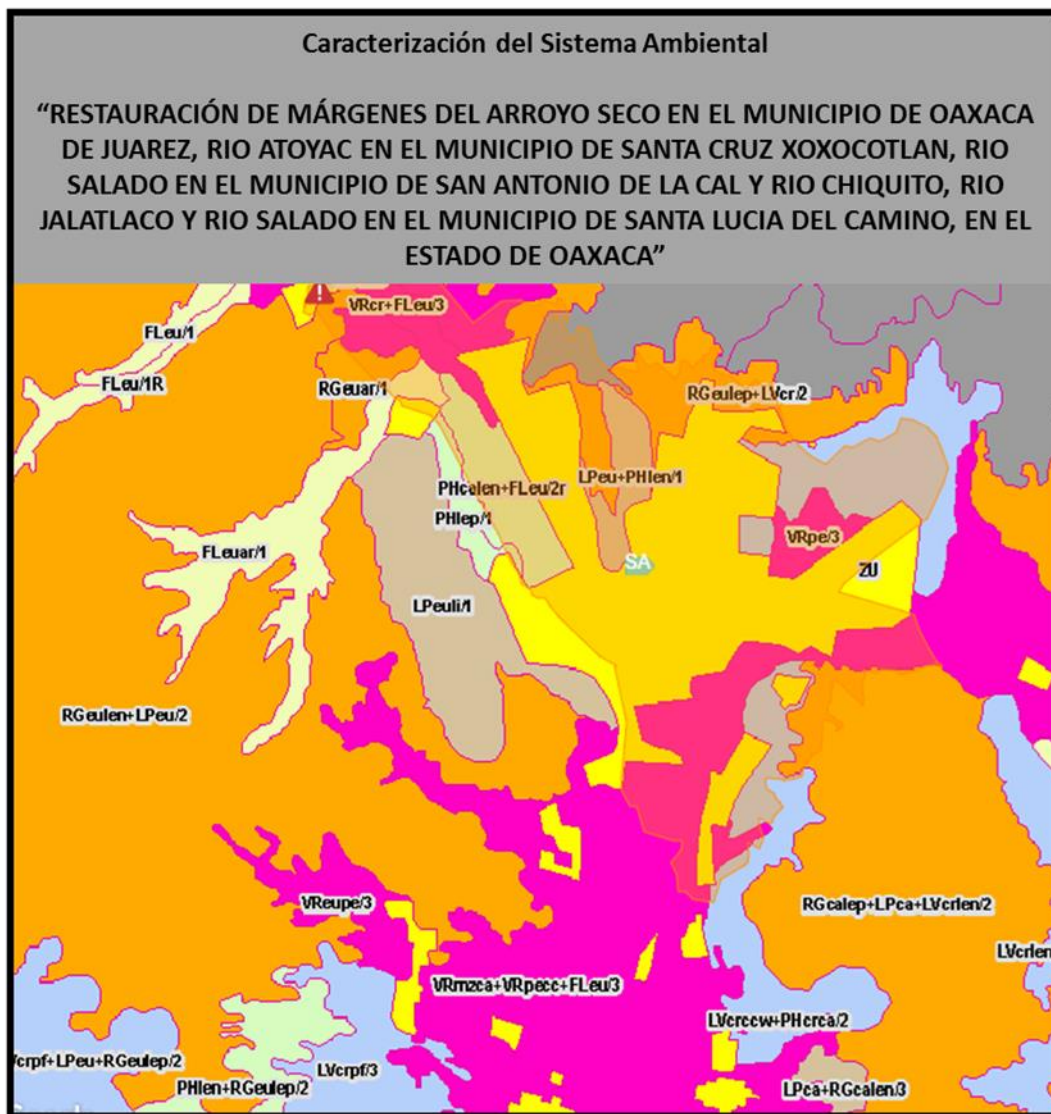 Caracterización del Sistema Ambiental
“RESTAURACIÓN DE MÁRGENES DEL ARROYO SECO EN EL MUNICIPIO DE OAXACA
DE JUAREZ, RIO ATOYAC EN EL MUNICIPIO DE SANTA CRUZ XOXOCOTLAN, RIO
SALADO EN EL MUNICIPIO DE SAN ANTONIO DE LA CAL Y RIO CHIQUITO, RIO
JALATLACO Y RIO SALADO EN EL MUNICIPIO DE SANTA LUCIA DEL CAMINO, EN EL
ESTADO DE OAXACA”
VRcr+FLeu/3
FLeu/1
FLeu/1R
RGeuar/1
RGeulep+LVcr/2
LPeu+PHlen/1
PHcalen+FLeu/2r
PHlep/1
VRpe/3
FLeuar/1
SA
ZU
LPeuli/1
RGeulen+LPeu/2
VReupe/3
RGcalep+LPca+LVcrlen/2
LVcrlen
VRmzca+VRpecc+FLeu/3
LVcrccw+PHcrca/2
Vcrpf+LPeu+RGeulep/2
LVcrpf/3
PHlen+RGeulep/2
LPca+RGcalen/3